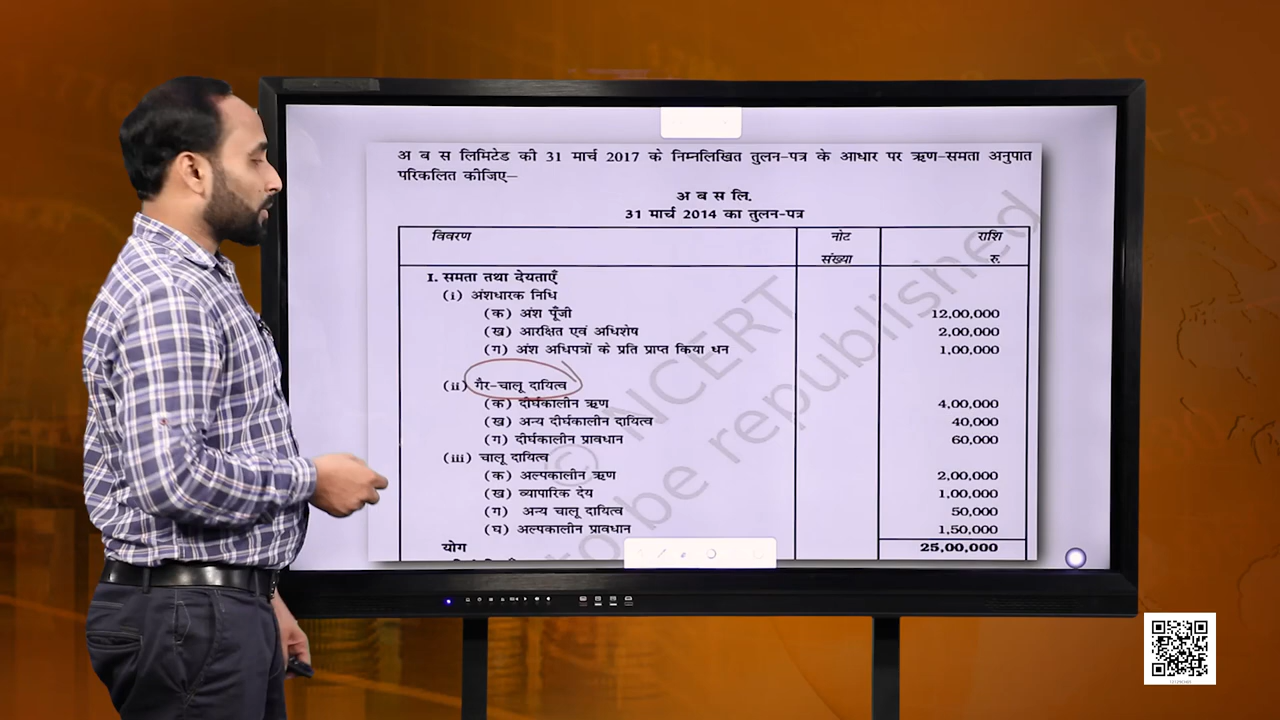 अ ब स लिमिटेड की 31 मार्च 2017 के निम्नलिखित तुलन-पत्र के आधार पर ऋण-समता अनुपात
परिकलित कीजिए—
अ ब स लि.
31 मार्च 2014 का तुलन-पत्र
विवरण नोट संख्या राशि रु.
I. समता तथा देयताएँ
(i) अंशधारक निधि
(क) अंश पूँजी 12,00,000
(ख) आरक्षित एवं अधिशेष 2,00,000
(ग) अंश अधिपत्रों के प्रति प्राप्त किया धन 1,00,000
(ii) गैर-चालू दायित्व
(क) दीर्घकालीन ऋण 4,00,000
(ख) अन्य दीर्घकालीन दायित्व 40,000
(ग) दीर्घकालीन प्रावधान 60,000
(iii) चालू दायित्व
(क) अल्पकालीन ऋण 2,00,000
(ख) व्यापारिक देय 1,00,000
(ग) अन्य चालू दायित्व 50,000
(घ) अल्पकालीन प्रावधान 1,50,000
योग 25,00,000
© NCERT
to be republished